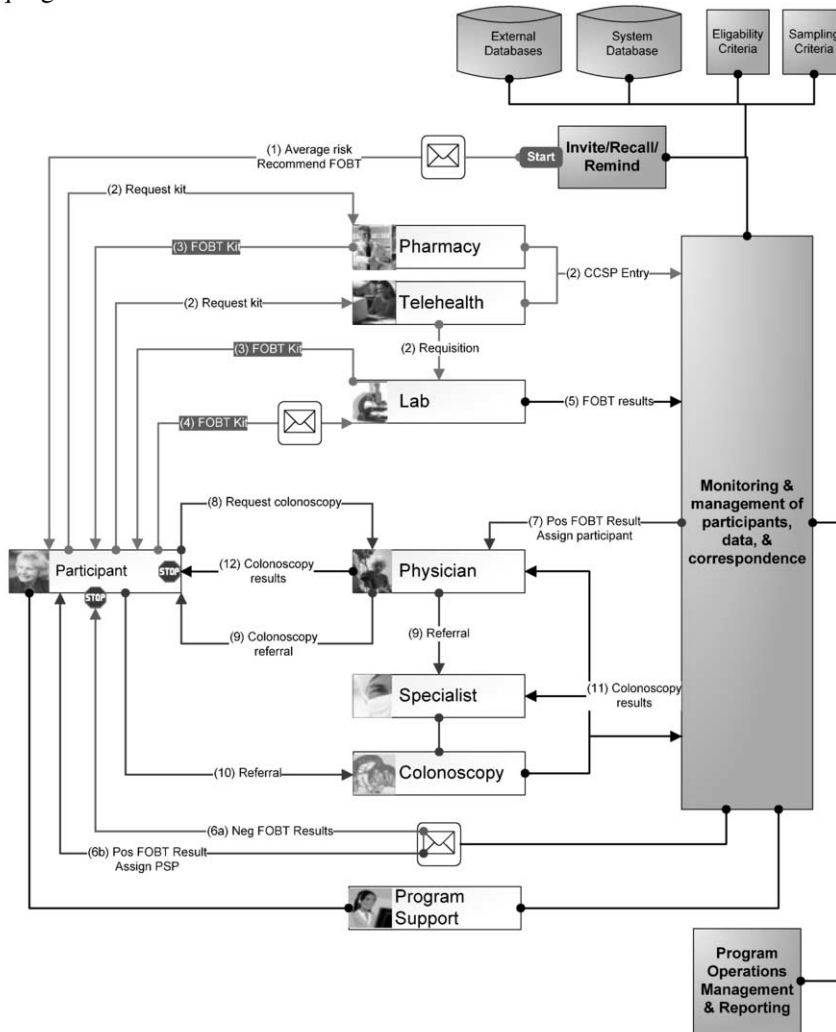 External
Databases
System
Database
Eligability
Criteria
Sampling
Criteria
(1) Average risk
Recommend FOBT
Start
Invite/Recall/
Remind
(2) Request kit
(3) FOBT Kit
Pharmacy
(2) CCSP Entry
(2) Request kit
Telehealth
(2) Requisition
(3) FOBT Kit
Lab
(5) FOBT results
(4) FOBT Kit
Monitoring &
management of
participants,
data, &
correspondence
(8) Request colonoscopy
(7) Pos FOBT Result
Assign participant
Participant
STOP
STOP
(12) Colonoscopy
results
Physician
(9) Colonoscopy
referral
(9) Referral
Specialist
(11) Colonoscopy
results
(10) Referral
Colonoscopy
(6a) Neg FOBT Results
(6b) Pos FOBT Result
Assign PSP
Program
Support
Program
Operations
Management
& Reporting